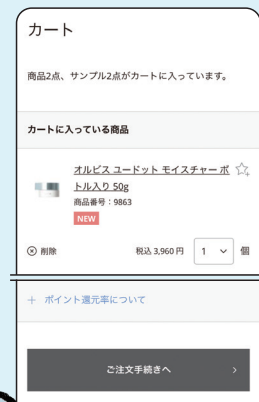 カート
商品2点、サンプル2点がカートに入っています。
カートに入っている商品
オルビス ユードット モイスチャー ボ
トル入り 50g
商品番号：9863
NEW
削除
税込 3,960 円
1
個
＋ ポイント還元率について
ご注文手続きへ